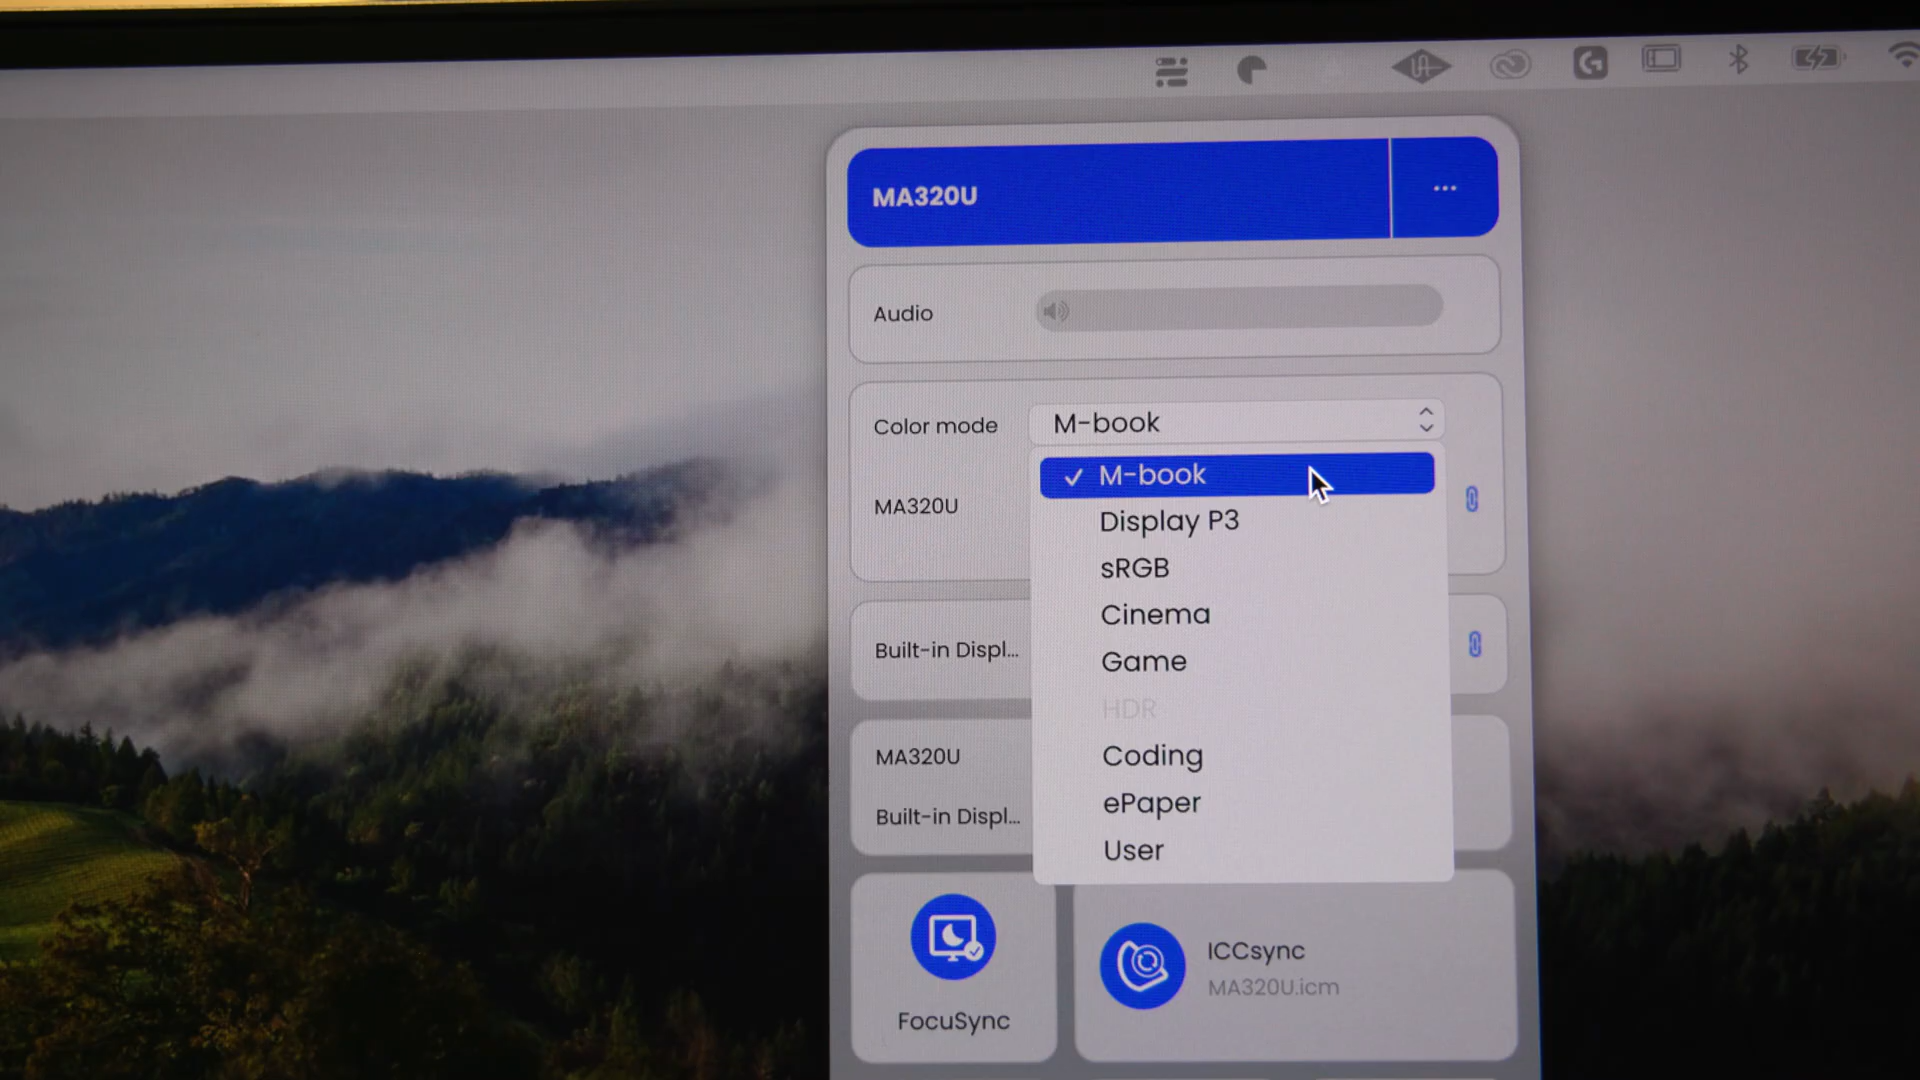 MA320U
...
Audio
Color mode
M-book
M-book
Display P3
sRGB
Cinema
Game
HDR
Coding
ePaper
User
MA320U
Built-in Displ...
MA320U
Built-in Displ...
FocuSync
ICCsync
MA320U.icm